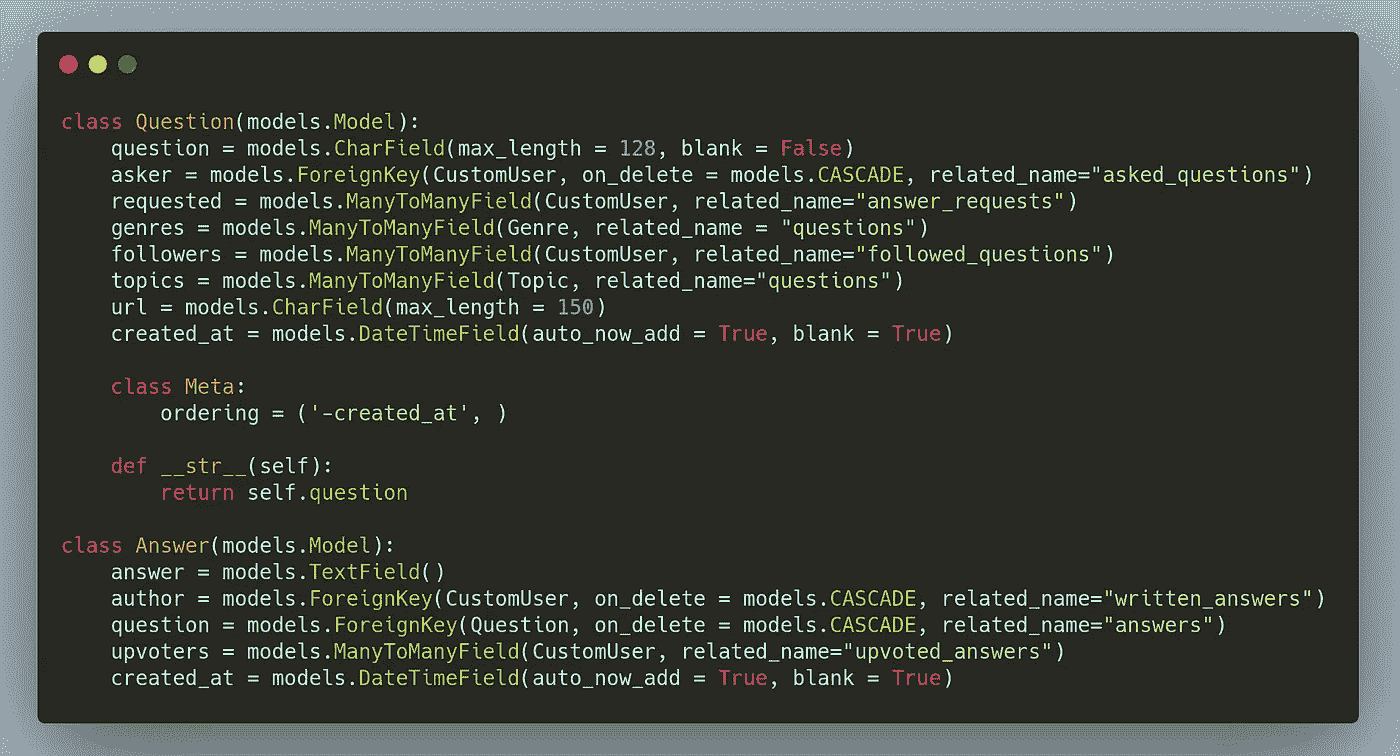 class Question(models.Model):
    question = models.CharField(max_length = 128, blank = False)
    asker = models.ForeignKey(CustomUser, on_delete = models.CASCADE, related_name="asked_questions")
    requested = models.ManyToManyField(CustomUser, related_name="answer_requests")
    genres = models.ManyToManyField(Genre, related_name = "questions")
    followers = models.ManyToManyField(CustomUser, related_name="followed_questions")
    topics = models.ManyToManyField(Topic, related_name="questions")
    url = models.CharField(max_length = 150)
    created_at = models.DateTimeField(auto_now_add = True, blank = True)

    class Meta:
        ordering = ('-created_at', )

    def __str__(self):
        return self.question

class Answer(models.Model):
    answer = models.TextField()
    author = models.ForeignKey(CustomUser, on_delete = models.CASCADE, related_name="written_answers")
    question = models.ForeignKey(Question, on_delete = models.CASCADE, related_name="answers")
    upvoters = models.ManyToManyField(CustomUser, related_name="upvoted_answers")
    created_at = models.DateTimeField(auto_now_add = True, blank = True)